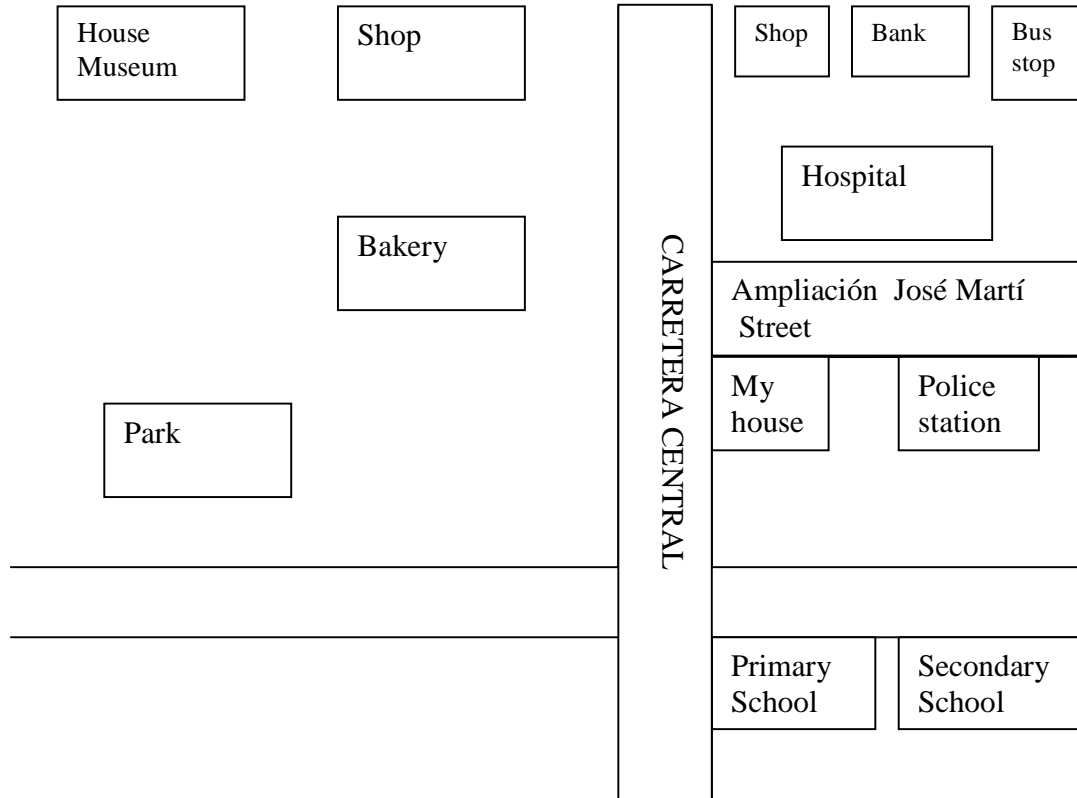 House
Museum
Shop
Shop
Bank
Bus
stop
Hospital
Bakery
CARRETERA CENTRAL
Ampliación José Martí
Street
My
house
Police
station
Park
Primary
School
Secondary
School